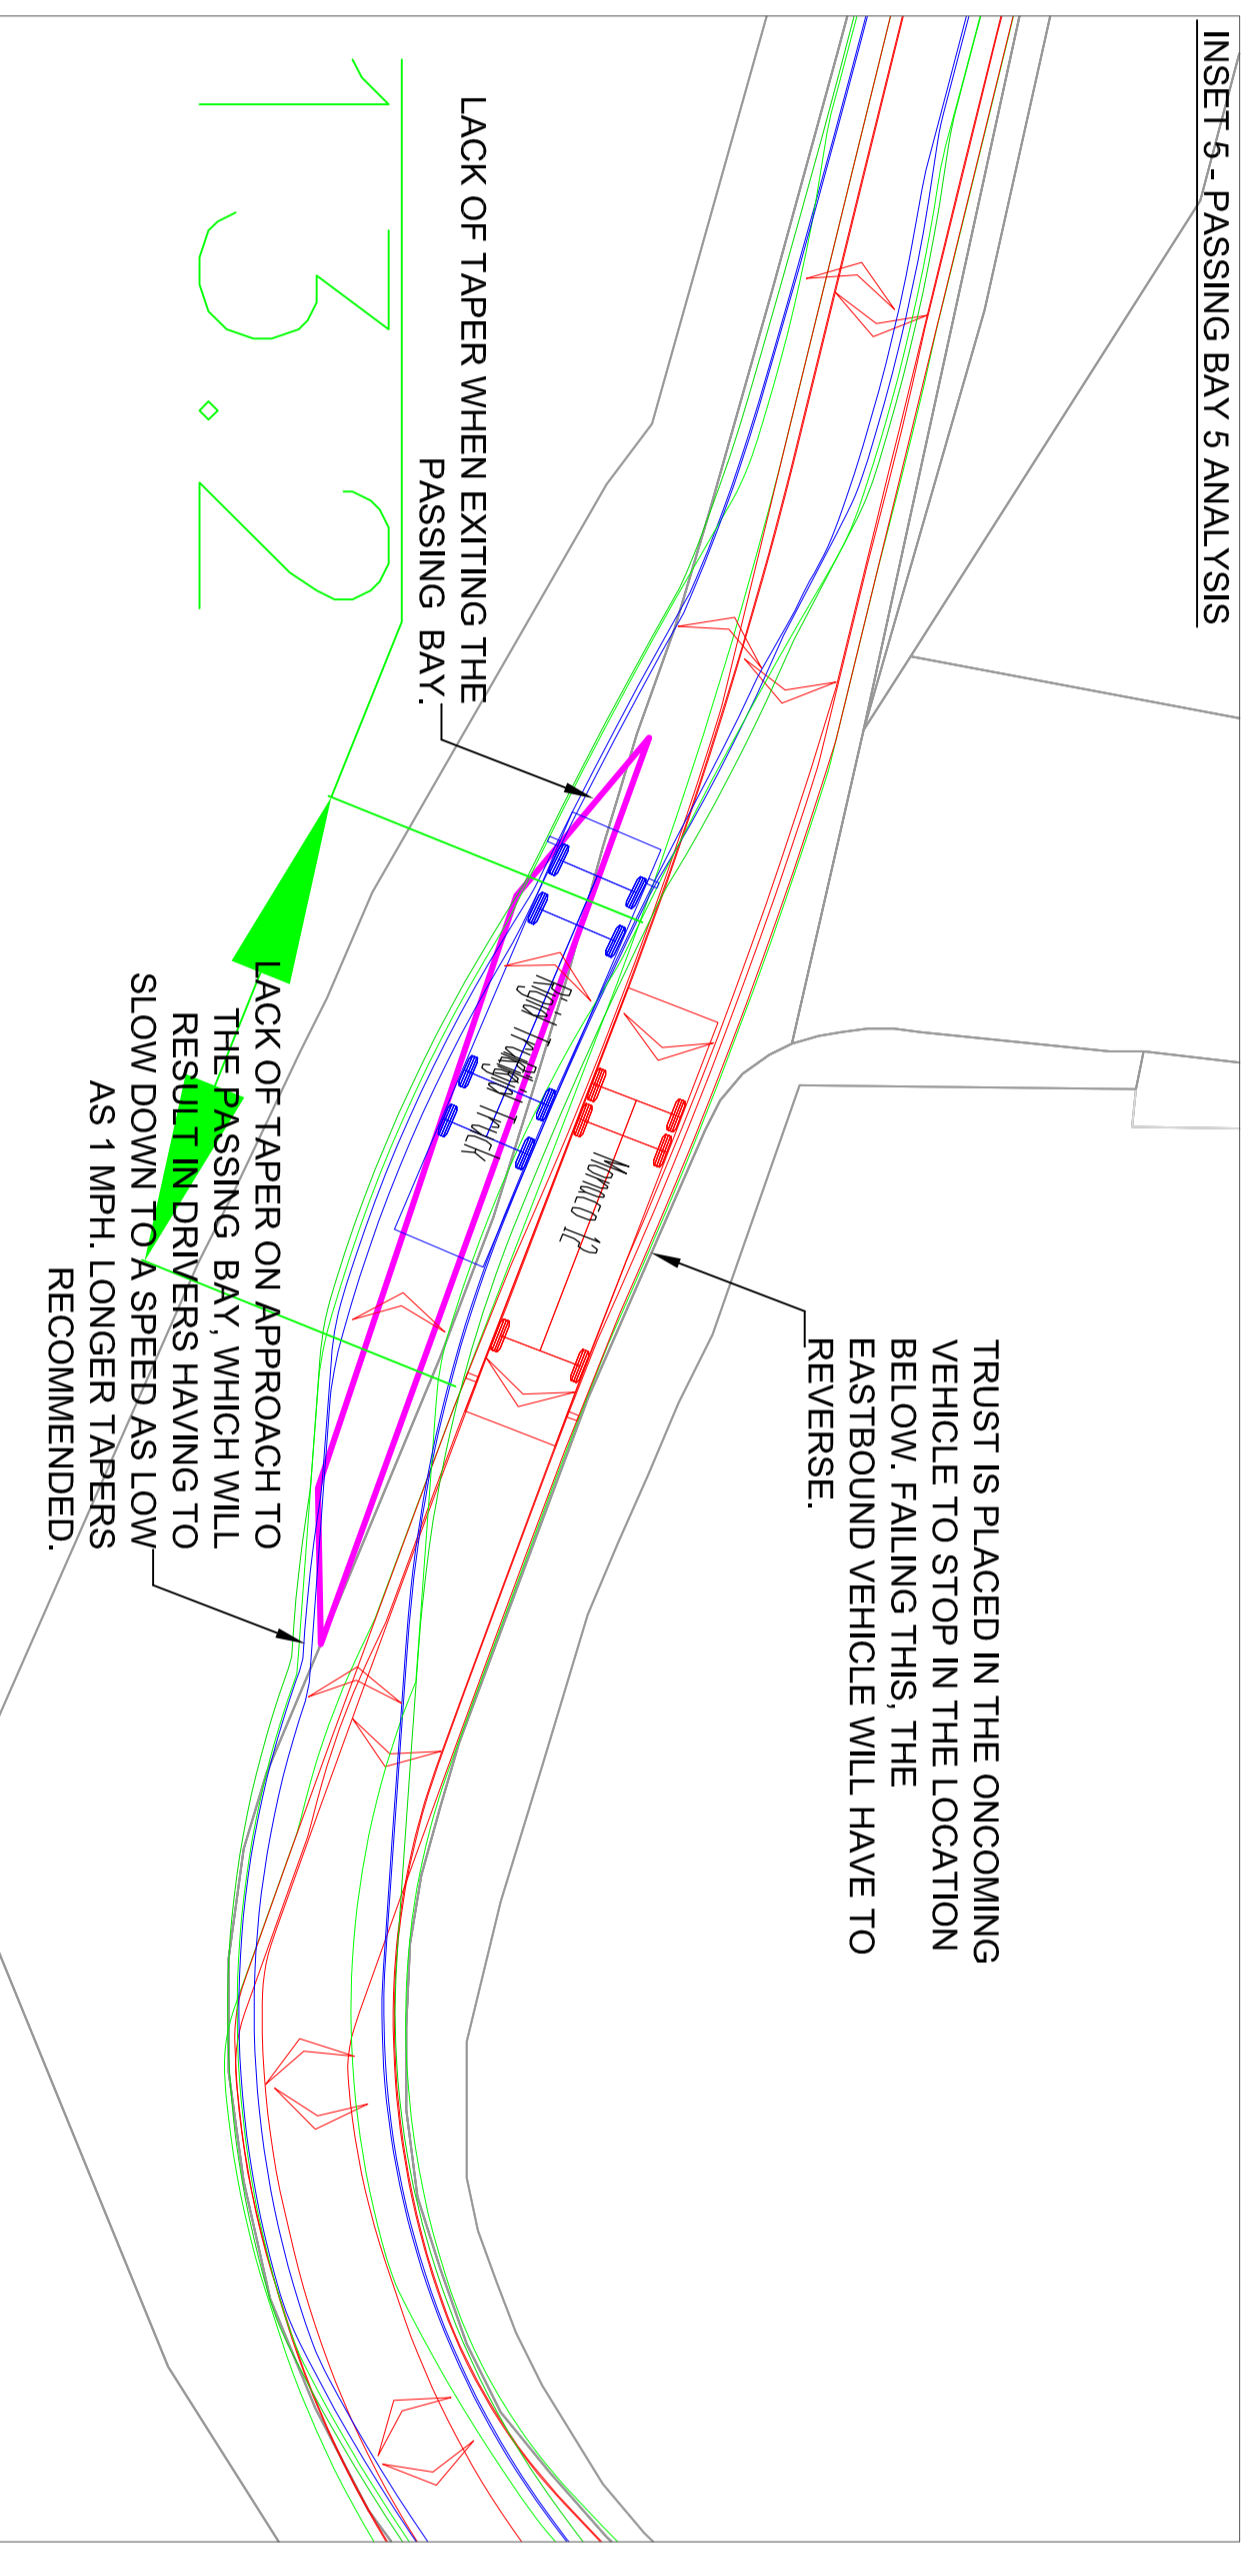 INSET 5 - PASSING BAY 5 ANALYSIS
TRUST IS PLACED IN THE ONCOMING
VEHICLE TO STOP IN THE LOCATION
BELOW. FAILING THIS, THE
EASTBOUND VEHICLE WILL HAVE TO
REVERSE.
LACK OF TAPER WHEN EXITING THE
PASSING BAY.
13.2
Rigid Truck
LACK OF TAPER ON APPROACH TO
THE PASSING BAY, WHICH WILL
RESULT IN DRIVERS HAVING TO
SLOW DOWN TO A SPEED AS LOW
AS 1 MPH. LONGER TAPERS
RECOMMENDED.